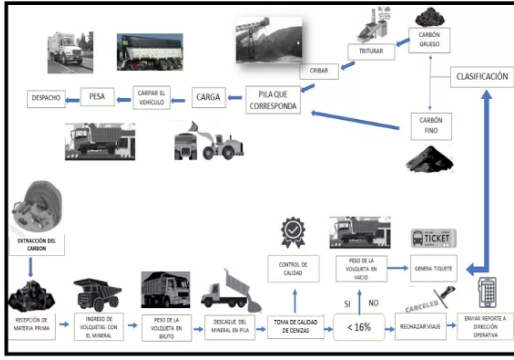 CARBÓN
GRUESO
TRITURAR
CRIBAR
CLASIFICACIÓN
DESPACHO
PESA
CARPAR EL
VEHÍCULO
CARGA
PILA QUE
CORRESPONDA
CARBÓN
FINO
EXTRACCIÓN DEL
CARBON
CONTROL DE
CALIDAD
PESO DE LA
VOLQUETA EN
VACIO
TICKET
GENERA TIQUETE
SI NO
CANCELED
RECEPCIÓN DE
MATERIA PRIMA
INGRESO DE
VOLQUETAS CON
EL MINERAL
PESO DE LA
VOLQUETA EN
BRUTO
DESCAGUE DEL
MINERAL EN PILA
TOMA DE CALIDAD
DE CENIZAS
< 16%
RECHAZAR VIAJE
ENVIAR REPORTE A
DIRECCIÓN
OPERATIVA